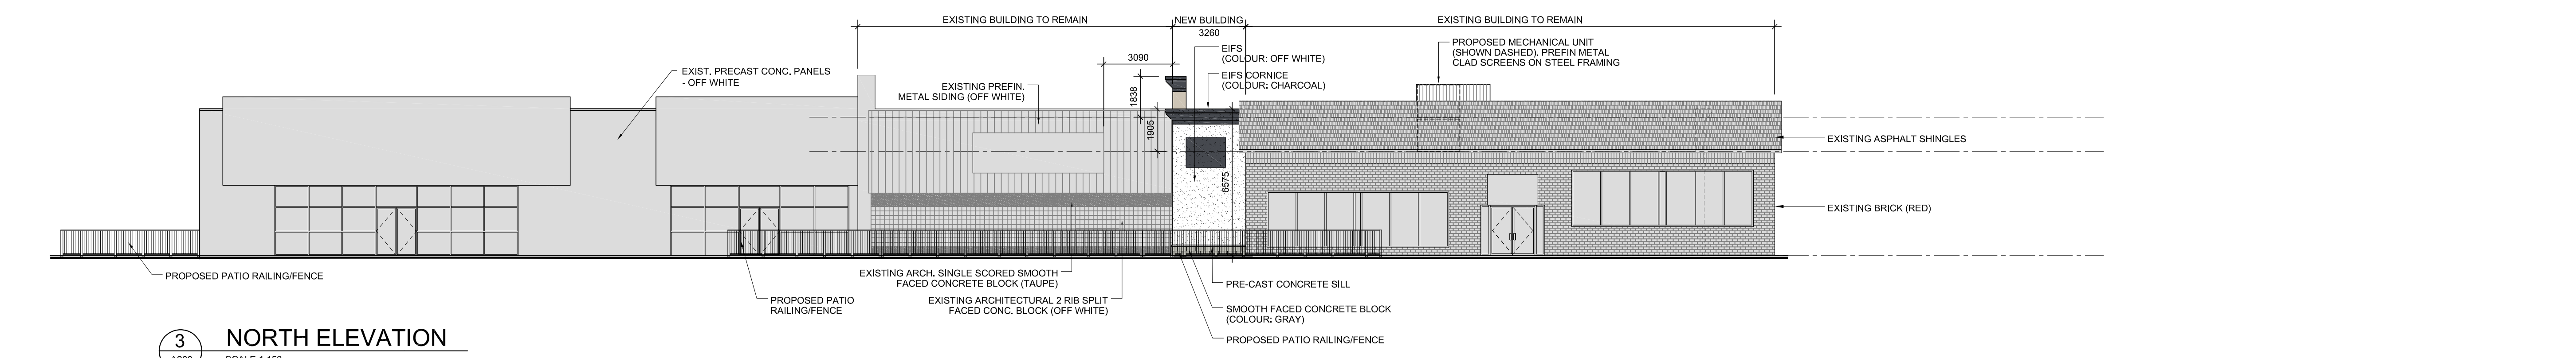 EXISTING BUILDING TO REMAIN
NEW BUILDING
EXISTING BUILDING TO REMAIN
3260
EIFS
(COLOUR: OFF WHITE)
EIFS CORNICE
(COLOUR: CHARCOAL)
PROPOSED MECHANICAL UNIT
(SHOWN DASHED). PREFIN METAL
CLAD SCREENS ON STEEL FRAMING
3090
EXIST. PRECAST CONC. PANELS
- OFF WHITE
EXISTING PREFIN.
METAL SIDING (OFF WHITE)
1838
1905
6575
EXISTING ASPHALT SHINGLES
EXISTING BRICK (RED)
PROPOSED PATIO RAILING/FENCE
EXISTING ARCH. SINGLE SCORED SMOOTH
FACED CONCRETE BLOCK (TAUPE)
PROPOSED PATIO
RAILING/FENCE
EXISTING ARCHITECTURAL 2 RIB SPLIT
FACED CONC. BLOCK (OFF WHITE)
PRE-CAST CONCRETE SILL
SMOOTH FACED CONCRETE BLOCK
(COLOUR: GRAY)
PROPOSED PATIO RAILING/FENCE
3
NORTH ELEVATION